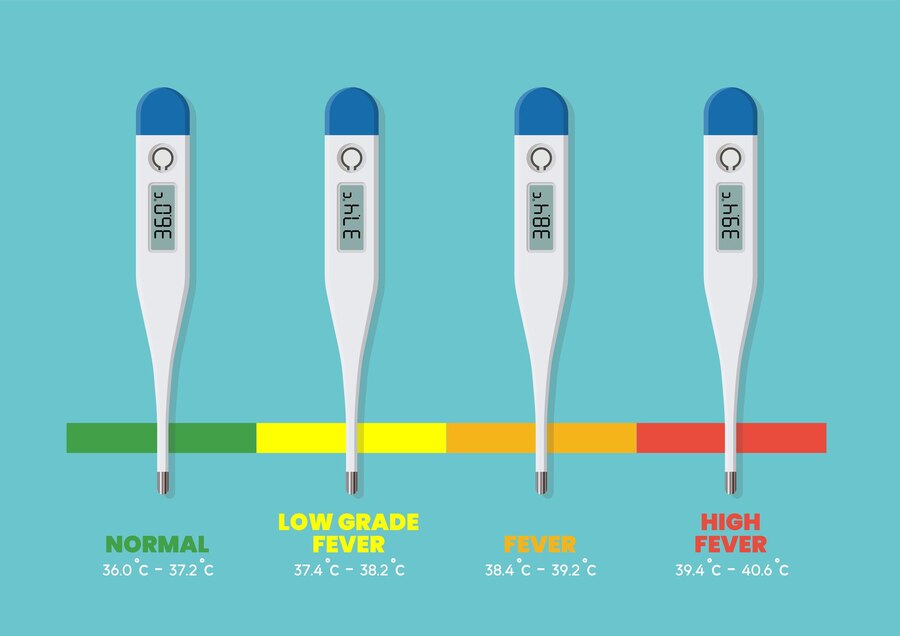 36.0°C
37.4°C
38.4°C
39.4°C
NORMAL
36.0°C - 37.2°C
LOW GRADE
FEVER
37.4°C - 38.2°C
FEVER
38.4°C - 39.2°C
HIGH
FEVER
39.4°C - 40.6°C